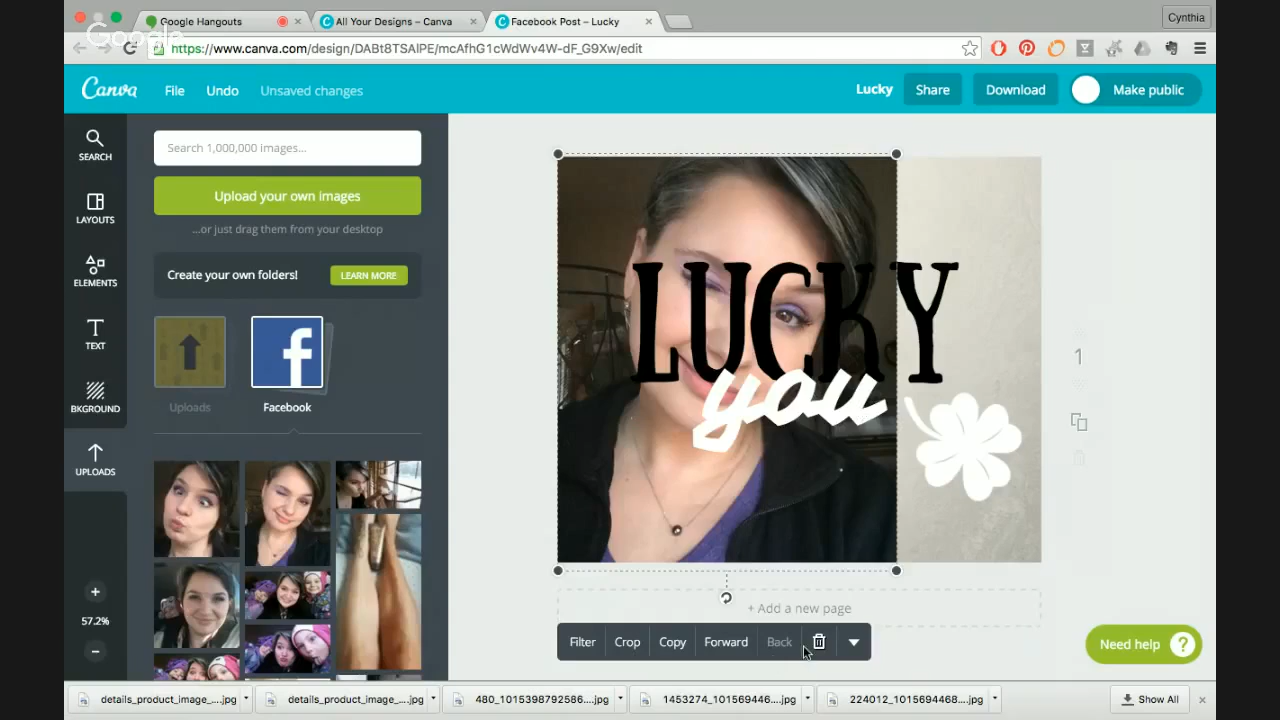 Google Hangouts
All Your Designs – Canva
Facebook Post – Lucky
Cynthia
Google
https://www.canva.com/design/DABt8TSAlPE/mcAfhG1cWdWv4W-dF_G9Xw/edit
Canva
File
Undo
Unsaved changes
Lucky
Share
Download
Make public
SEARCH
LAYOUTS
ELEMENTS
TEXT
BKGROUND
UPLOADS
57.2%
Search 1,000,000 images...
Upload your own images
...or just drag them from your desktop
Create your own folders!
LEARN MORE
Uploads
Facebook
LUCKY
you
1
+ Add a new page
Filter
Crop
Copy
Forward
Back
Need help ?
details_product_image_....jpg
details_product_image_....jpg
480_1015398792586....jpg
1453274_101569446....jpg
224012_1015694468....jpg
Show All